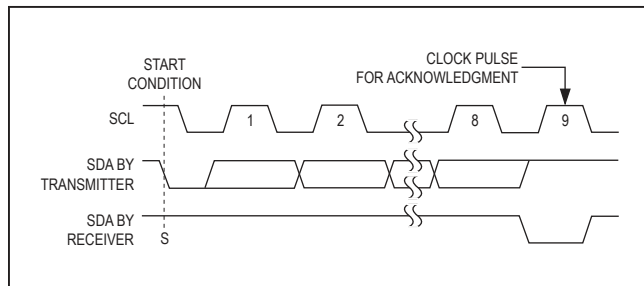 START
CONDITION
CLOCK PULSE
FOR ACKNOWLEDGMENT
SCL
1
2
8
9
SDA BY
TRANSMITTER
SDA BY
RECEIVER
S